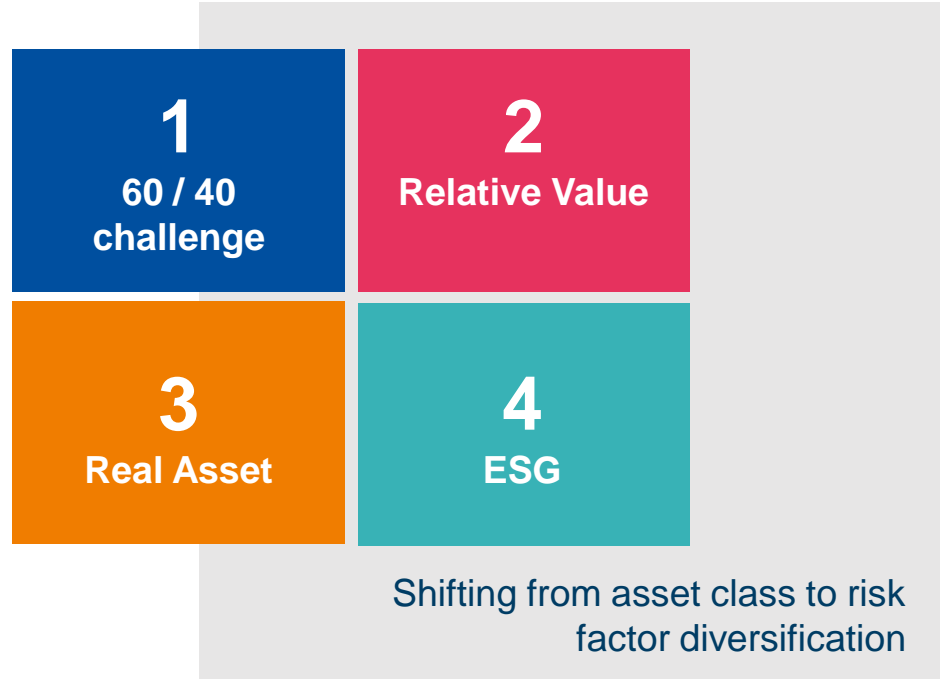 1
60 / 40
challenge
2
Relative Value
3
Real Asset
4
ESG
Shifting from asset class to risk
factor diversification